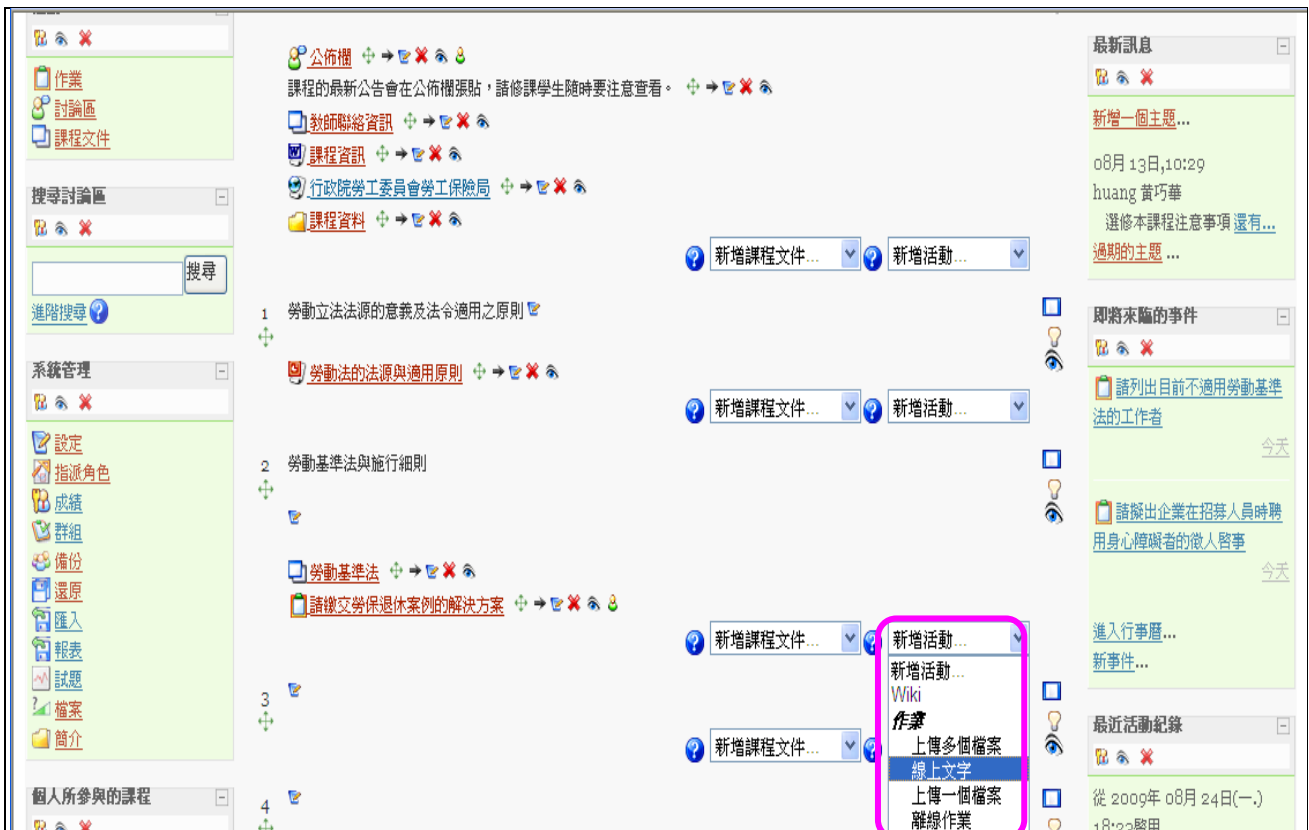 作業
討論區
課程文件
搜尋討論區
搜尋
進階搜尋
系統管理
設定
指派角色
成績
群組
備份
還原
匯入
報表
試題
檔案
簡介
個人所參與的課程
公佈欄
課程的最新公告會在公佈欄張貼，請修課學生隨時要注意查看。
教師聯絡資訊
課程資訊
行政院勞工委員會勞工保險局
課程資料
新增課程文件... 新增活動...
1 勞動立法法源的意義及法令適用之原則
勞動法的法源與適用原則
新增課程文件... 新增活動...
2 勞動基準法與施行細則
勞動基準法
請繳交勞保退休案例的解決方案
新增課程文件... 新增活動...
新增活動...
Wiki
作業
上傳多個檔案
線上文字
上傳一個檔案
離線作業
3
新增課程文件...
4
最新訊息
新增一個主題...
08月 13日,10:29
huang 黃巧華
選修本課程注意事項 還有...
過期的主題 ...
即將來臨的事件
請列出目前不適用勞動基準
法的工作者
今天
請擬出企業在招募人員時聘
用身心障礙者的徵人啓事
今天
進入行事曆...
新事件...
最近活動紀錄
從 2009年 08月 24日(一.)